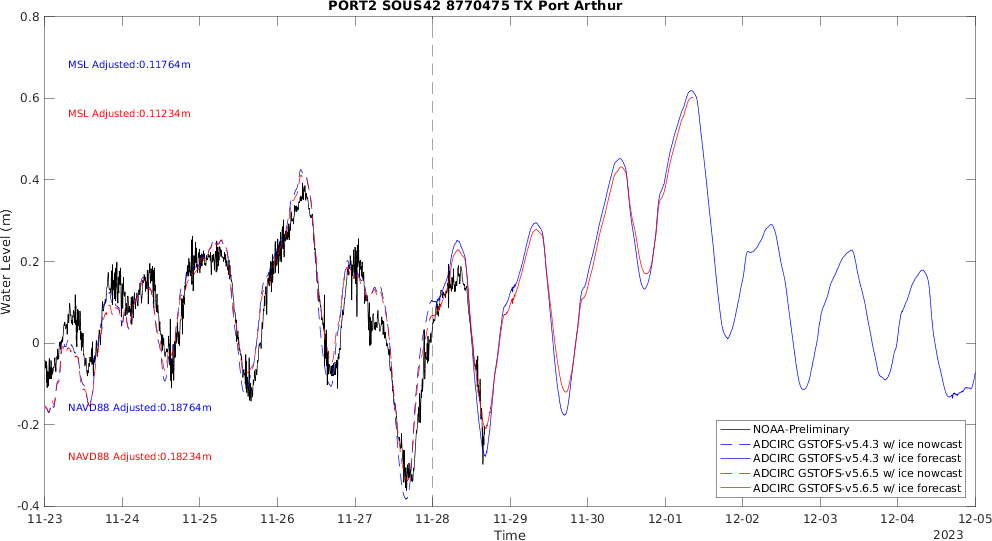 PORT2 SOUS42 8770475 TX Port Arthur
0.8
0.6
0.4
0.2
0
-0.2
-0.4
Water Level (m)
MSL Adjusted:0.11764m
MSL Adjusted:0.11234m
NAVD88 Adjusted:0.18764m
NAVD88 Adjusted:0.18234m
NOAA-Preliminary
ADCIRC GSTOFS-v5.4.3 w/ ice nowcast
ADCIRC GSTOFS-v5.4.3 w/ ice forecast
ADCIRC GSTOFS-v5.6.5 w/ ice nowcast
ADCIRC GSTOFS-v5.6.5 w/ ice forecast
11-23 11-24 11-25 11-26 11-27 11-28 11-29 11-30 12-01 12-02 12-03 12-04 12-05
Time
2023